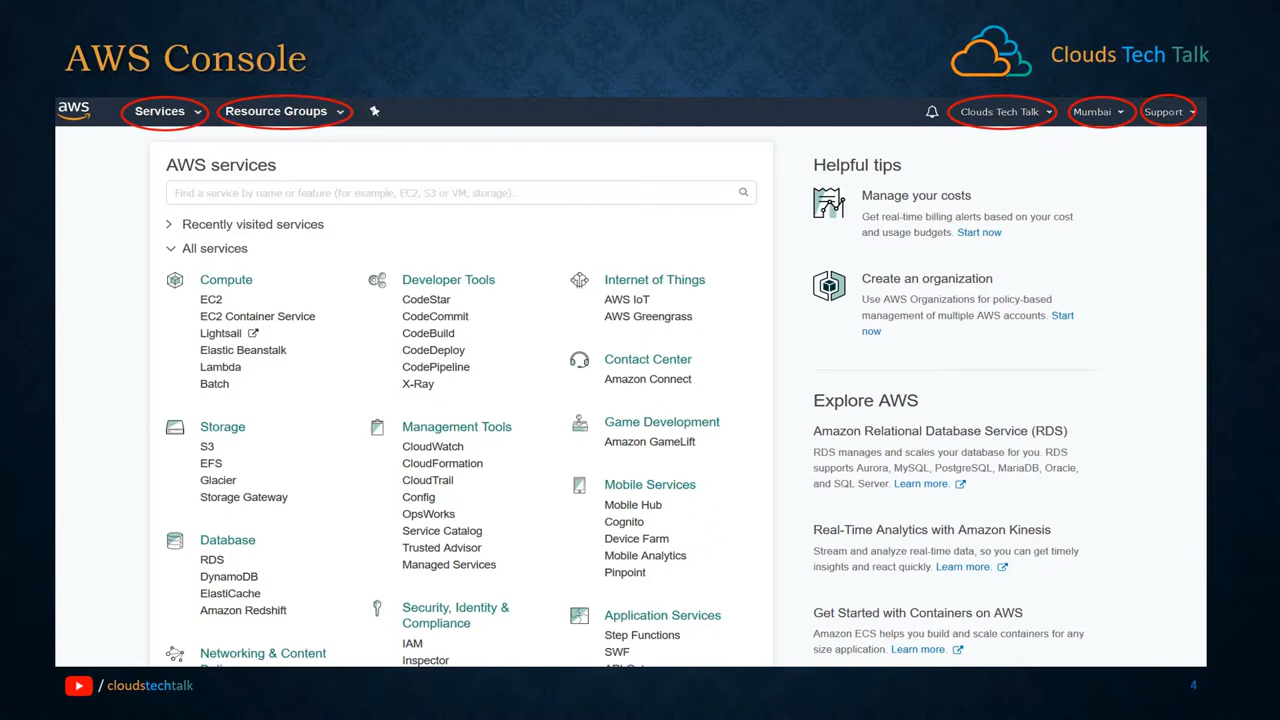 AWS Console
Clouds Tech Talk
aws
Services
Resource Groups
Clouds Tech Talk
Mumbai
Support
AWS services
Find a service by name or feature (for example, EC2, S3 or VM, storage).
Recently visited services
All services
Compute
EC2
EC2 Container Service
Lightsail
Elastic Beanstalk
Lambda
Batch
Storage
S3
EFS
Glacier
Storage Gateway
Database
RDS
DynamoDB
ElastiCache
Amazon Redshift
Networking & Content
Developer Tools
CodeStar
CodeCommit
CodeBuild
CodeDeploy
CodePipeline
X-Ray
Management Tools
CloudWatch
CloudFormation
CloudTrail
Config
OpsWorks
Service Catalog
Trusted Advisor
Managed Services
Security, Identity &
Compliance
IAM
Inspector
Internet of Things
AWS IoT
AWS Greengrass
Contact Center
Amazon Connect
Game Development
Amazon GameLift
Mobile Services
Mobile Hub
Cognito
Device Farm
Mobile Analytics
Pinpoint
Application Services
Step Functions
SWF
Helpful tips
Manage your costs
Get real-time billing alerts based on your cost
and usage budgets. Start now
Create an organization
Use AWS Organizations for policy-based
management of multiple AWS accounts. Start
now
Explore AWS
Amazon Relational Database Service (RDS)
RDS manages and scales your database for you. RDS
supports Aurora, MySQL, PostgreSQL, MariaDB, Oracle,
and SQL Server. Learn more.
Real-Time Analytics with Amazon Kinesis
Stream and analyze real-time data, so you can get timely
insights and react quickly. Learn more.
Get Started with Containers on AWS
Amazon ECS helps you build and scale containers for any
size application. Learn more.
/ cloudstechtalk
4